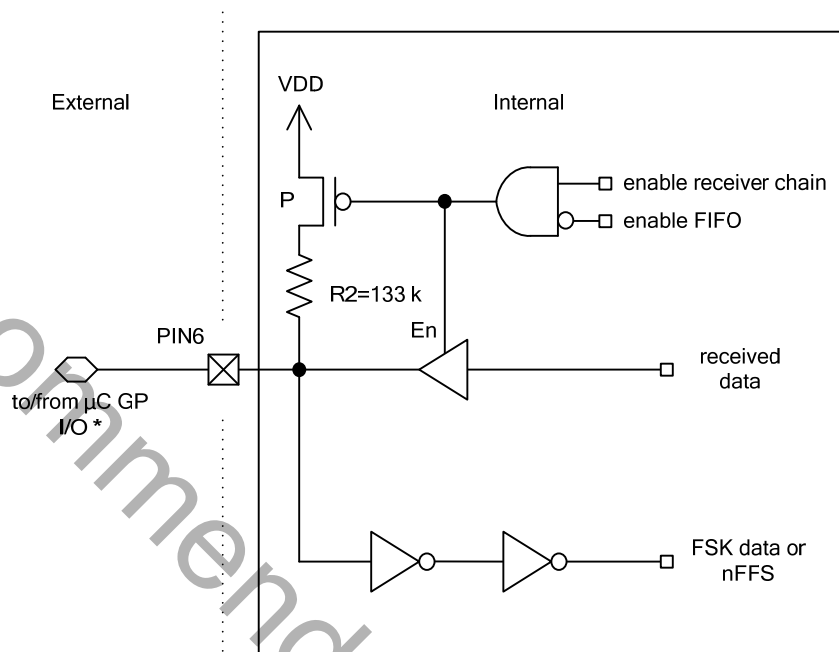 External
VDD
Internal
P
enable receiver chain
enable FIFO
R2=133 k
En
PIN6
received
data
to/from µC GP
I/O *
FSK data or
nFFS
ommend